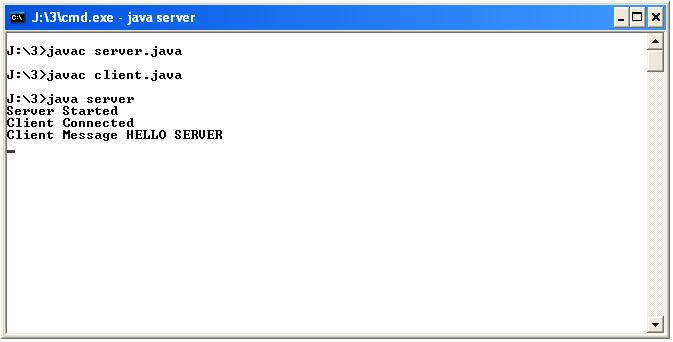 J:\3\cmd.exe - java server
J:\3>javac server.java
J:\3>javac client.java
J:\3>java server
Server Started
Client Connected
Client Message HELLO SERVER